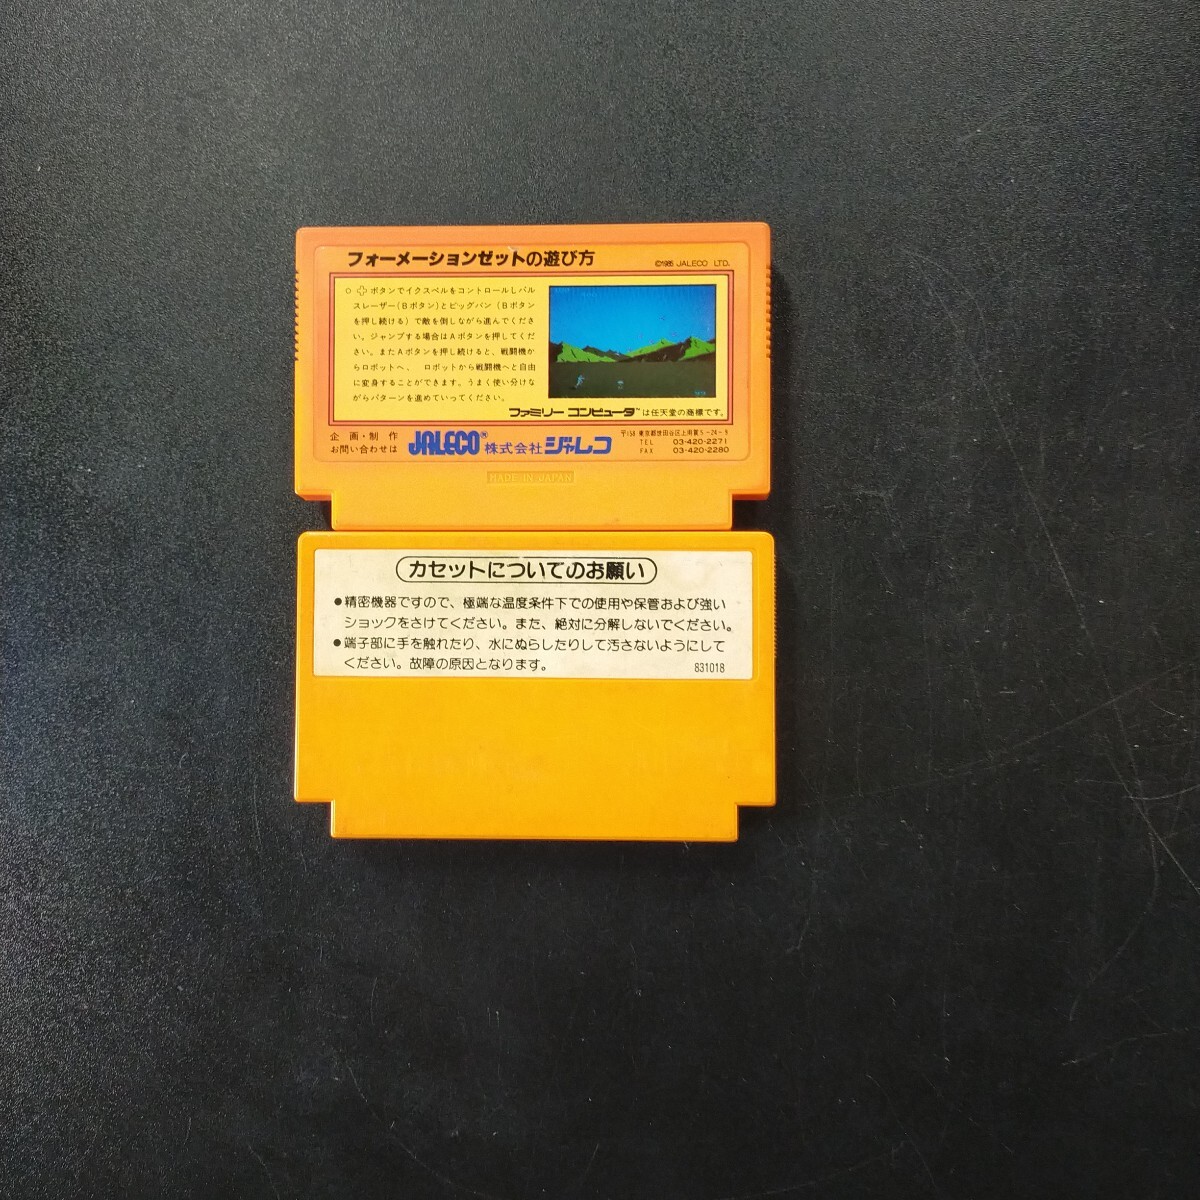 フォーメーションゼットの遊び方
©1985 JALECO LTD.
○ ✚ボタンでイクスペルをコントロールしパル
スレーザー(Bボタン)とビッグバン(Bボタン
を押し続ける)で敵を倒しながら進んでくださ
い。ジャンプする場合はAボタンを押してくださ
い。またAボタンを押し続けると、戦闘機か
らロボットへ、 ロボットから戦闘機へと自由
に変身することができます。うまく使い分けな
がらパターンを進めていってください。
ファミリー コンピュータ™は任天堂の商標です。
企画・制作
お問い合わせは
JALECO® 株式会社ジャレコ
〒158 東京都世田谷区上用賀5-24-9
TEL 03-420-2271
FAX 03-420-2280
MADE IN JAPAN
カセットについてのお願い
●精密機器ですので、極端な温度条件下での使用や保管および強い
ショックをさけてください。また、絶対に分解しないでください。
●端子部に手を触れたり、水にぬらしたりして汚さないようにして
ください。故障の原因となります。
831018